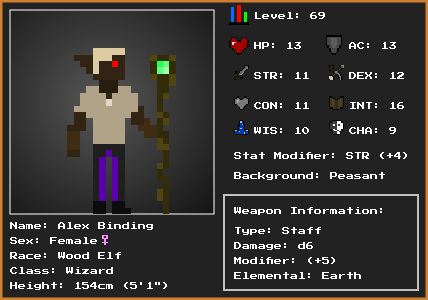 Level: 69
HP: 13 AC: 13
STR: 11 DEX: 12
CON: 11 INT: 16
WIS: 10 CHA: 9
Stat Modifier: STR (+4)
Background: Peasant
Name: Alex Binding
Sex: Female♀
Race: Wood Elf
Class: Wizard
Height: 154cm (5'1")
Weapon Information:
Type: Staff
Damage: d6
Modifier: (+5)
Elemental: Earth